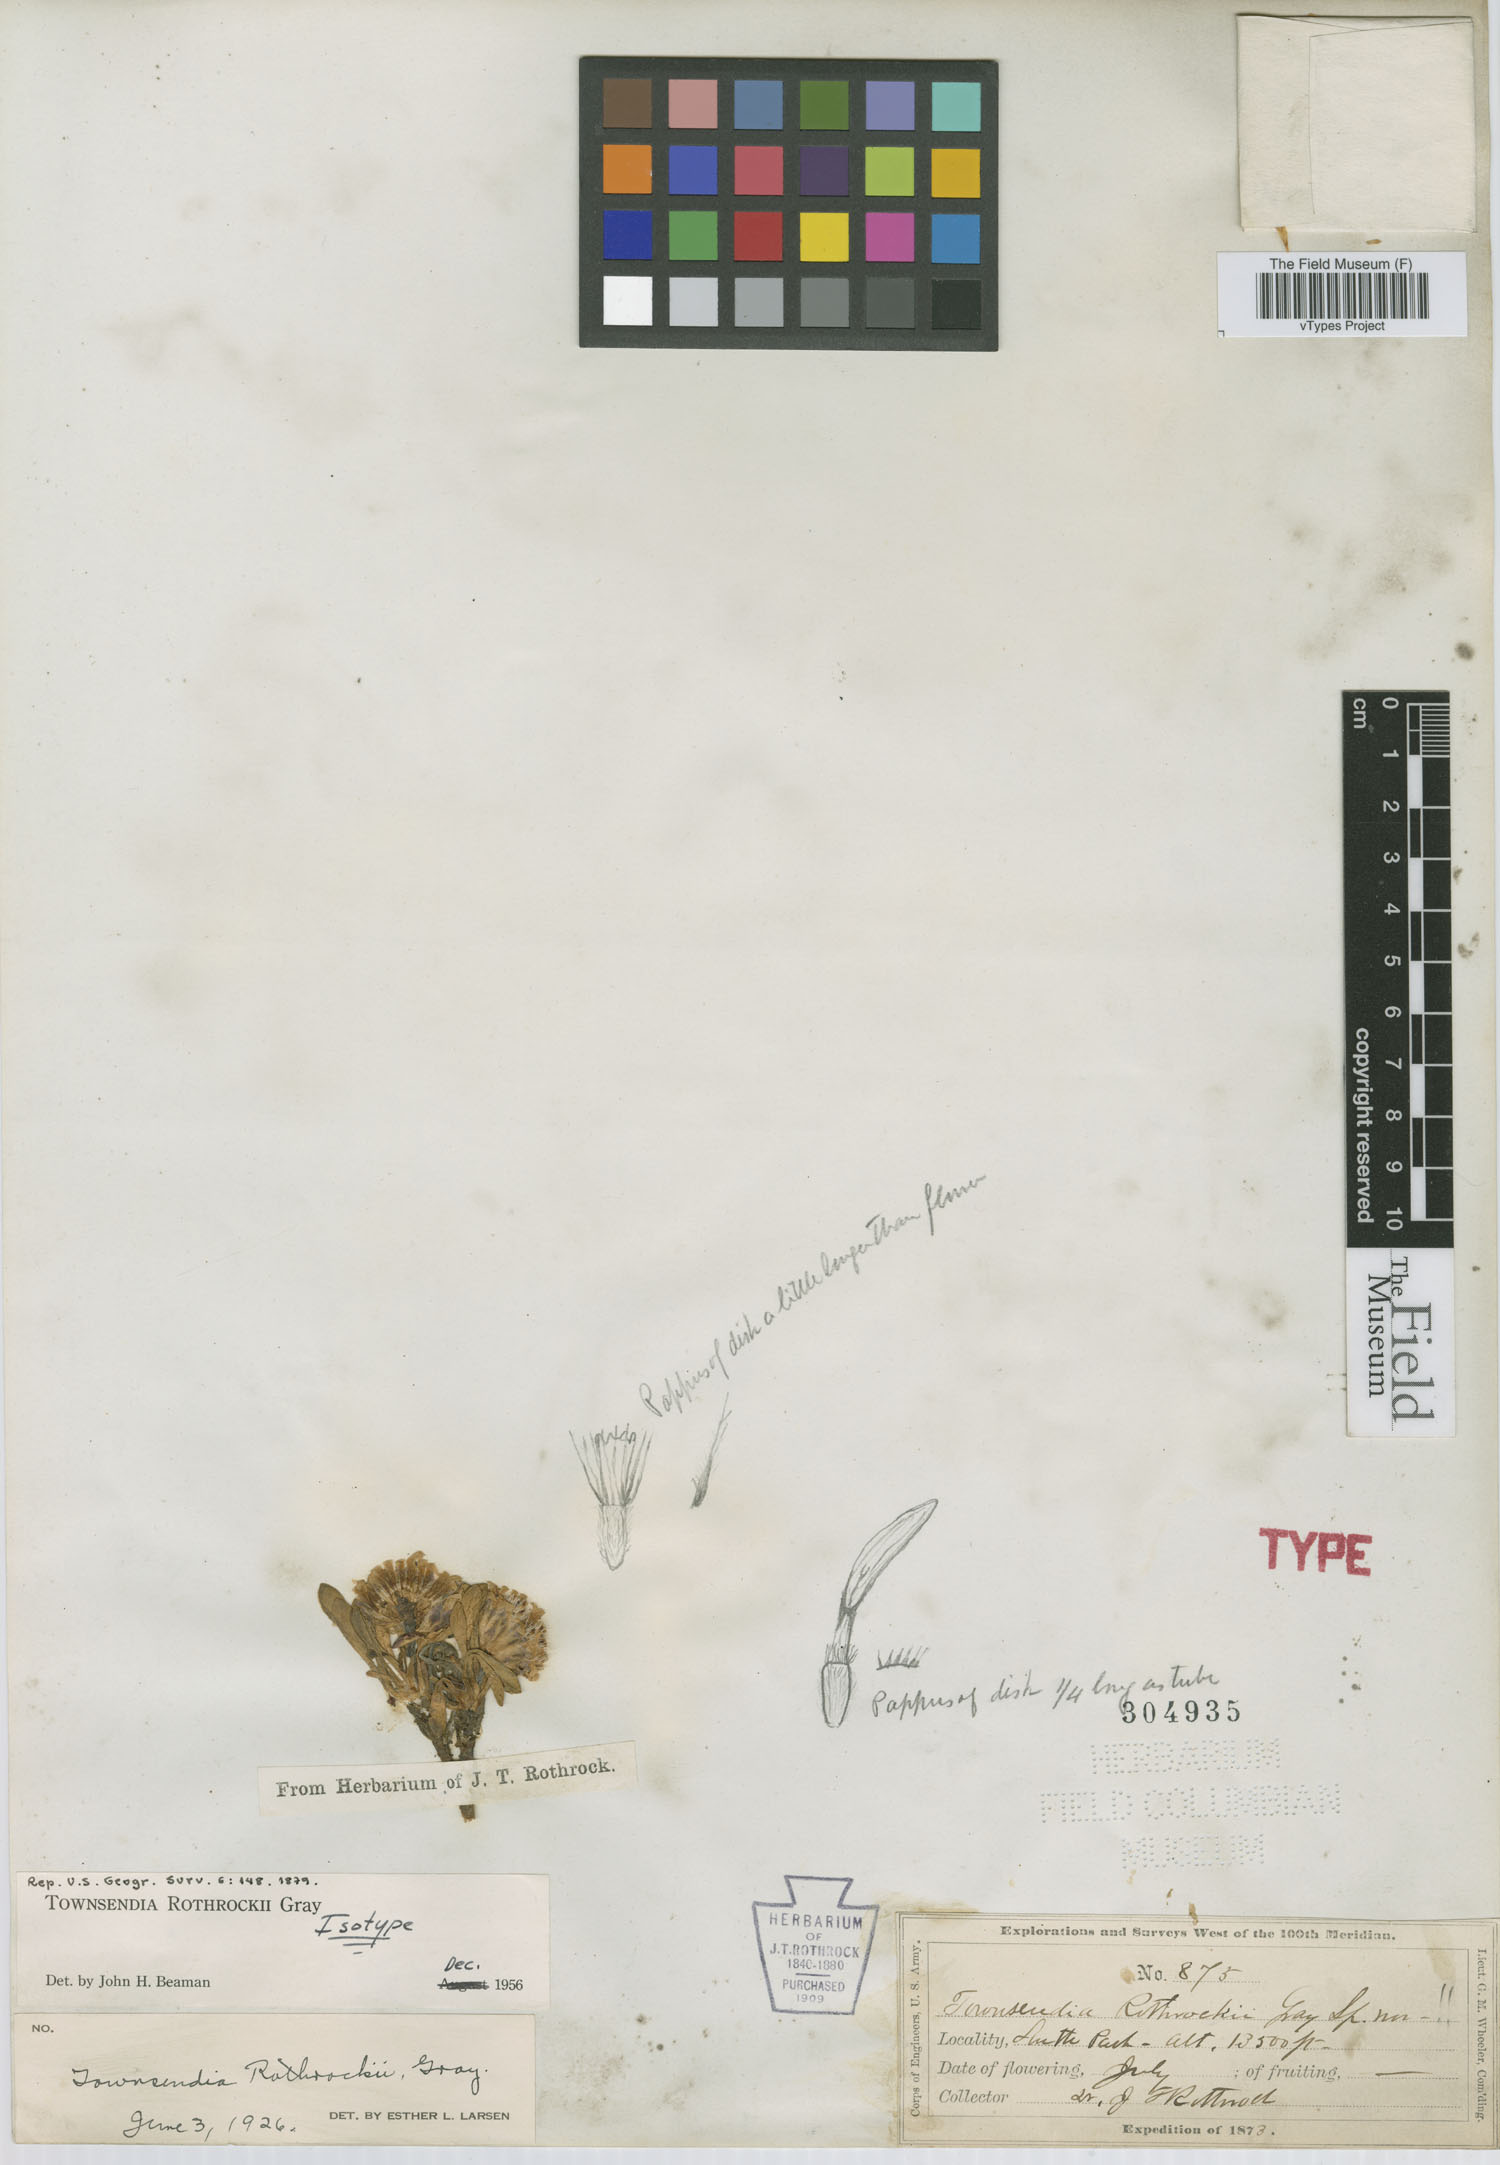 The Field Museum (F)
vTypes Project
cm
0 1 2 3 4 5 6 7 8 9 10
copyright reserved
The Field Museum
Pappus of disk a little longer than flower
TYPE
Pappus of disk 1/4 long as tube
304935
HERBARIUM
FIELD COLUMBIAN
MUSEUM
From Herbarium of J. T. Rothrock.
Rep. U.S. Geogr. Surv. 6: 148. 1879.
TOWNSENDIA ROTHROCKII Gray
Isotype
Dec.
Det. by John H. Beaman August 1956
NO.
Townsendia Rothrockii, Gray.
June 3, 1926. DET. BY ESTHER L. LARSEN
HERBARIUM
OF
J.T. ROTHROCK
1840-1880
PURCHASED
1909
Explorations and Surveys West of the 100th Meridian.
Corps of Engineers, U. S. Army.
Lieut. G. M. Wheeler, Com'ding.
No. 875
Townsendia Rothrockii Gray Sp. nov - !!
Locality, South Park - alt. 13500 ft -
Date of flowering, July ; of fruiting, —
Collector Dr. J T Rothrock
Expedition of 1873.